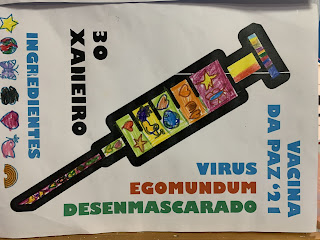 30
XANEIRO
VACINA
DA PAZ '21
INGREDIENTES
VIRUS
EGOMUNDUM
DESENMASCARADO